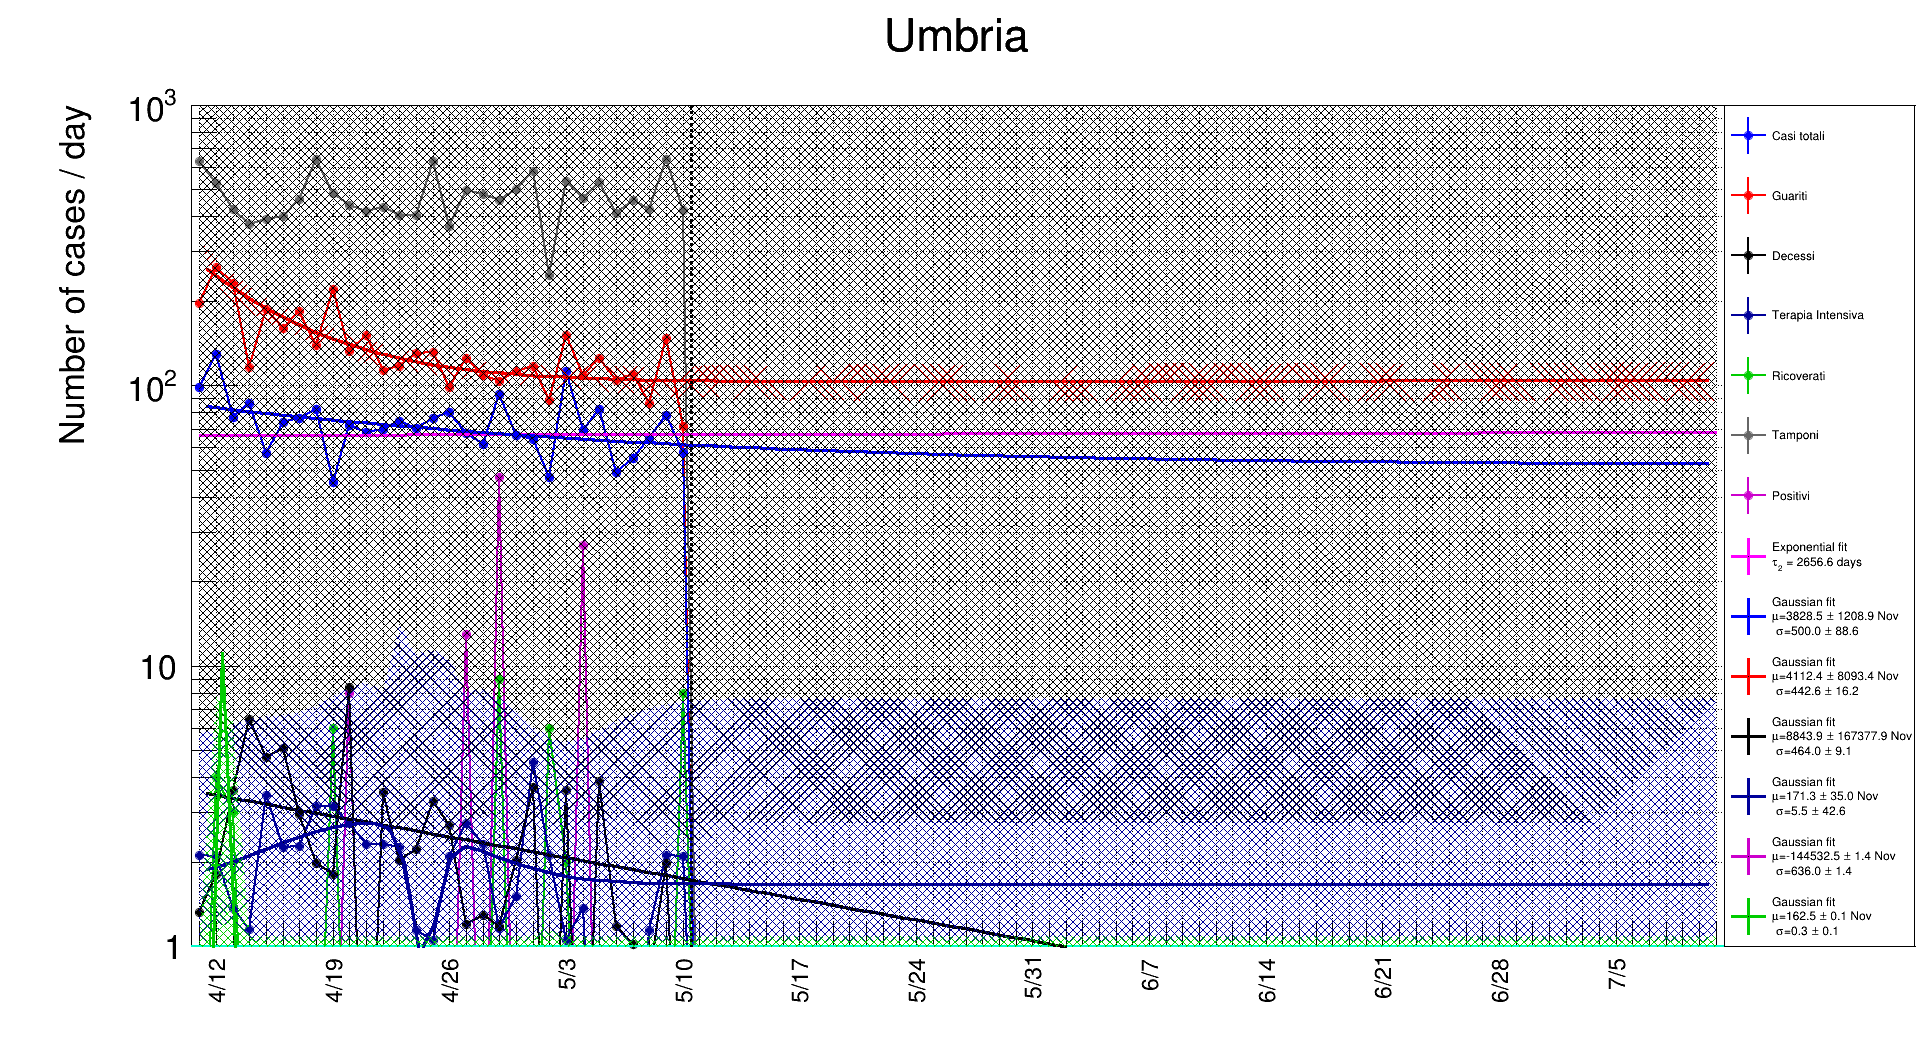 Umbria
Number of cases / day
10³
10²
10
1
4/12
4/19
4/26
5/3
5/10
5/17
5/24
5/31
6/7
6/14
6/21
6/28
7/5
Casi totali
Guariti
Decessi
Terapia Intensiva
Ricoverati
Tamponi
Positivi
Exponential fit
τ₂ = 2656.6 days
Gaussian fit
μ=3828.5 ± 1208.9 Nov
σ=500.0 ± 88.6
Gaussian fit
μ=4112.4 ± 8093.4 Nov
σ=442.6 ± 16.2
Gaussian fit
μ=8843.9 ± 167377.9 Nov
σ=464.0 ± 9.1
Gaussian fit
μ=171.3 ± 35.0 Nov
σ=5.5 ± 42.6
Gaussian fit
μ=-144532.5 ± 1.4 Nov
σ=636.0 ± 1.4
Gaussian fit
μ=162.5 ± 0.1 Nov
σ=0.3 ± 0.1